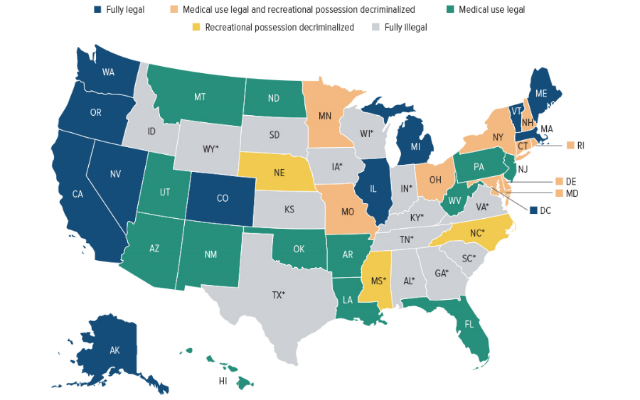 Fully legal
Medical use legal and recreational possession decriminalized
Medical use legal
Recreational possession decriminalized
Fully illegal
WA
ME
MT
ND
VT
OR
MN
NH
MA
ID
SD
WI*
NY
MI
CT
RI
WY*
NE
IA*
PA
NJ
NV
OH
DE
UT
IL
IN*
MD
CA
CO
WV
VA*
DC
KS
MO
KY*
NC*
TN*
AZ
NM
OK
AR
SC*
MS*
AL*
GA*
TX*
LA
FL
AK
HI